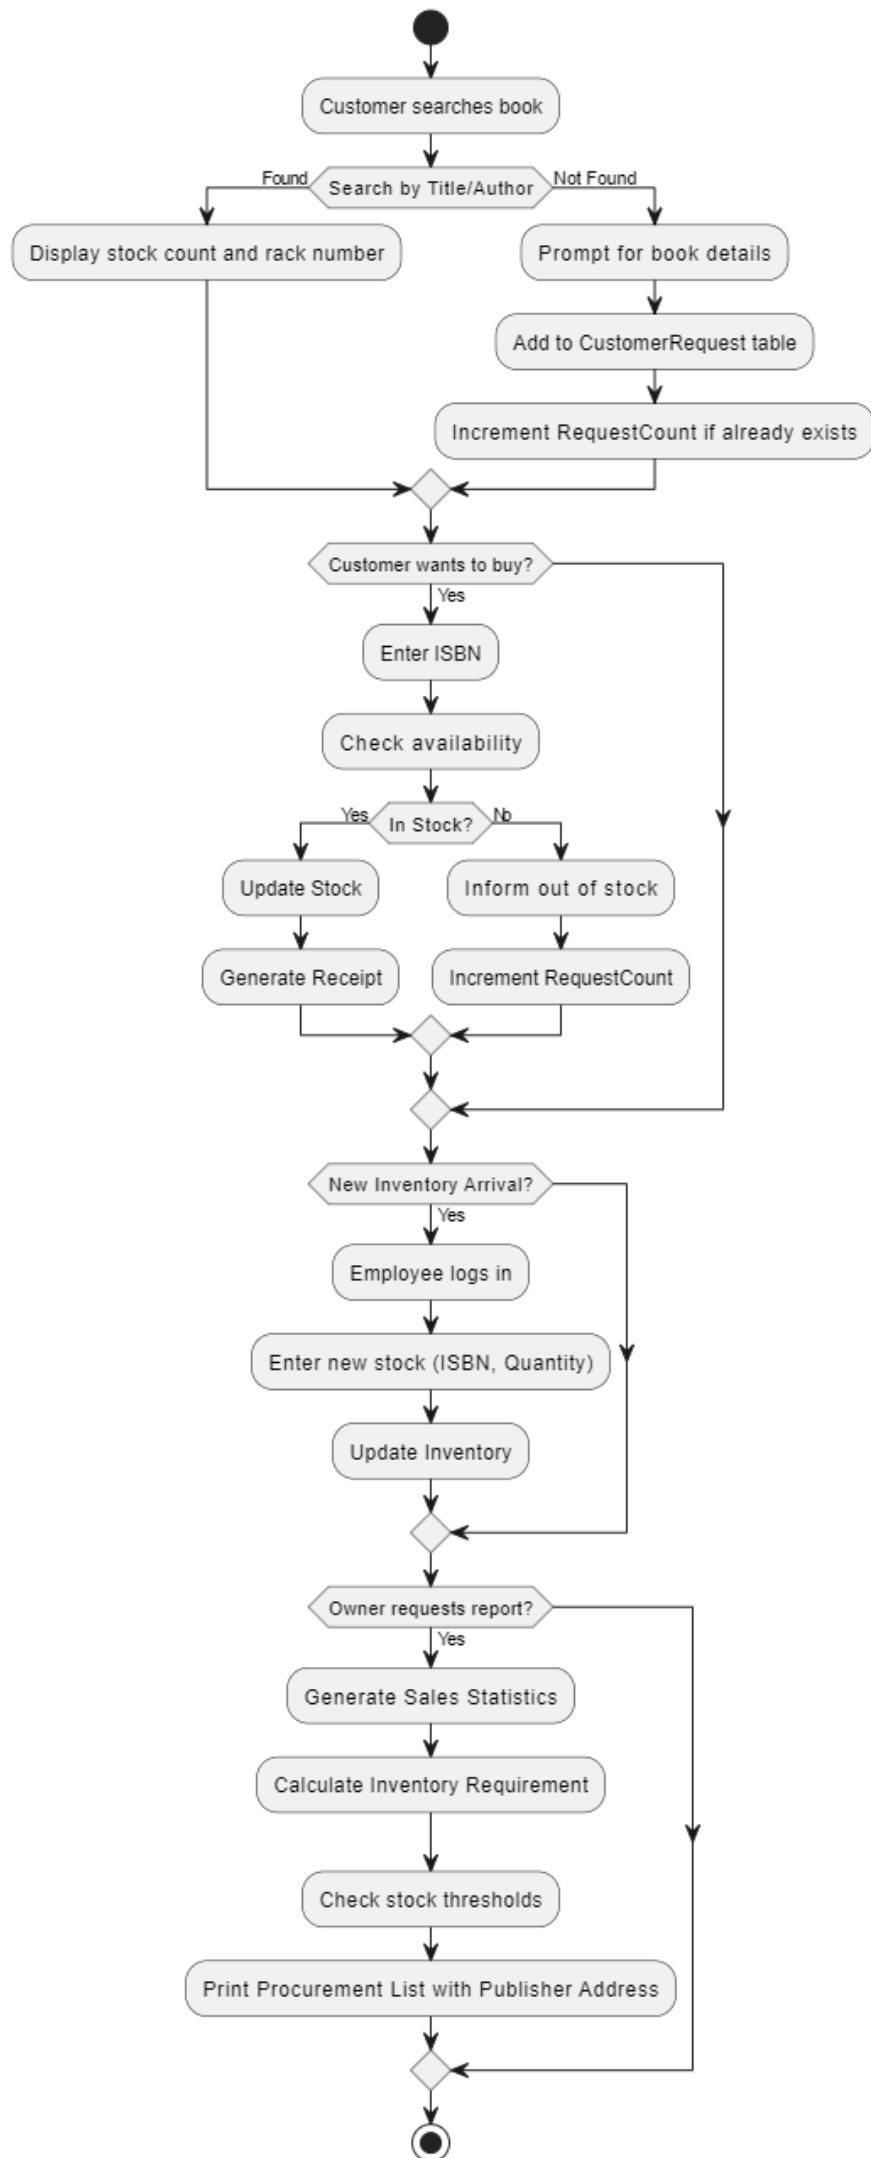 Customer searches book
Found
Search by Title/Author
Not Found
Display stock count and rack number
Prompt for book details
Add to CustomerRequest table
Increment RequestCount if already exists
Customer wants to buy?
Yes
Enter ISBN
Check availability
Yes
In Stock?
No
Update Stock
Inform out of stock
Generate Receipt
Increment RequestCount
New Inventory Arrival?
Yes
Employee logs in
Enter new stock (ISBN, Quantity)
Update Inventory
Owner requests report?
Yes
Generate Sales Statistics
Calculate Inventory Requirement
Check stock thresholds
Print Procurement List with Publisher Address